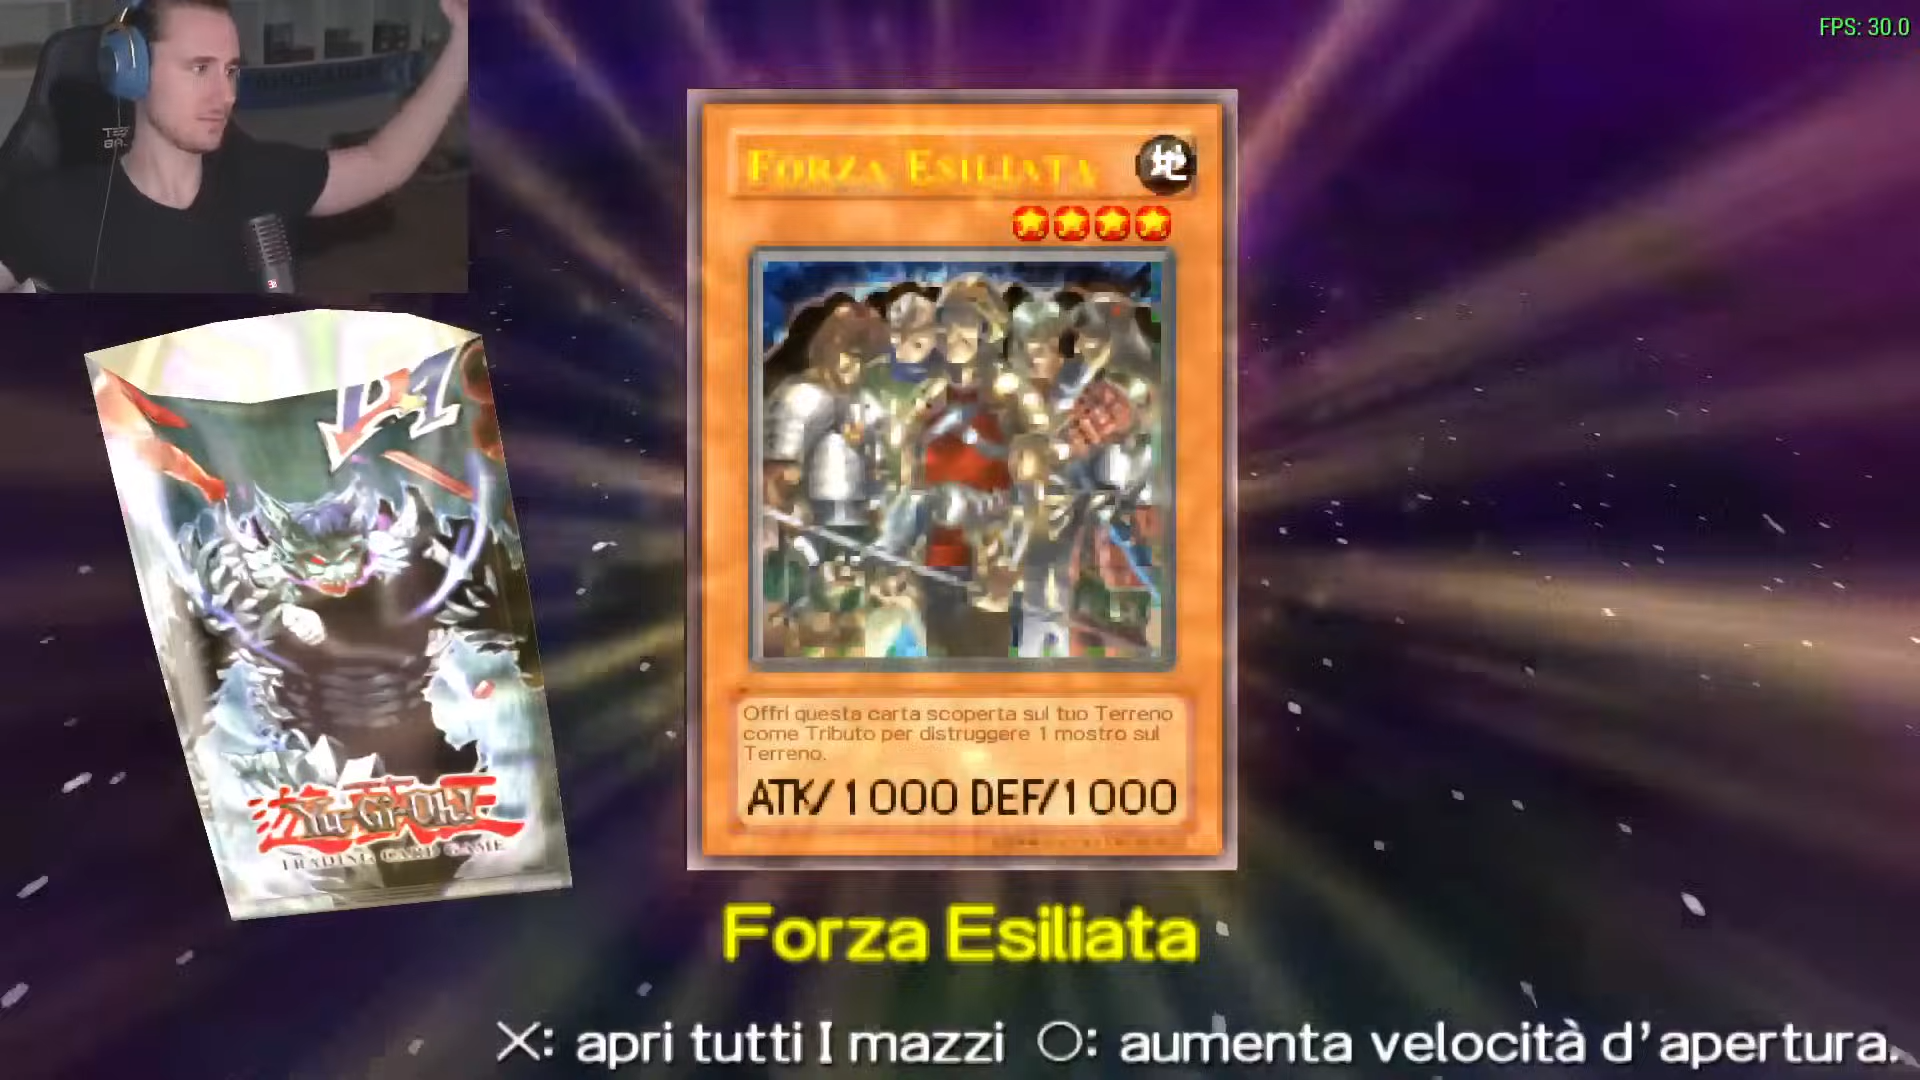 FPS: 30.0
Forza Esiliata
地
Offri questa carta scoperta sul tuo Terreno
come Tributo per distruggere 1 mostro sul
Terreno.
ATK/1000 DEF/1000
Yu-Gi-Oh!
TRADING CARD GAME
Forza Esiliata
X: apri tutti I mazzi O: aumenta velocità d'apertura.